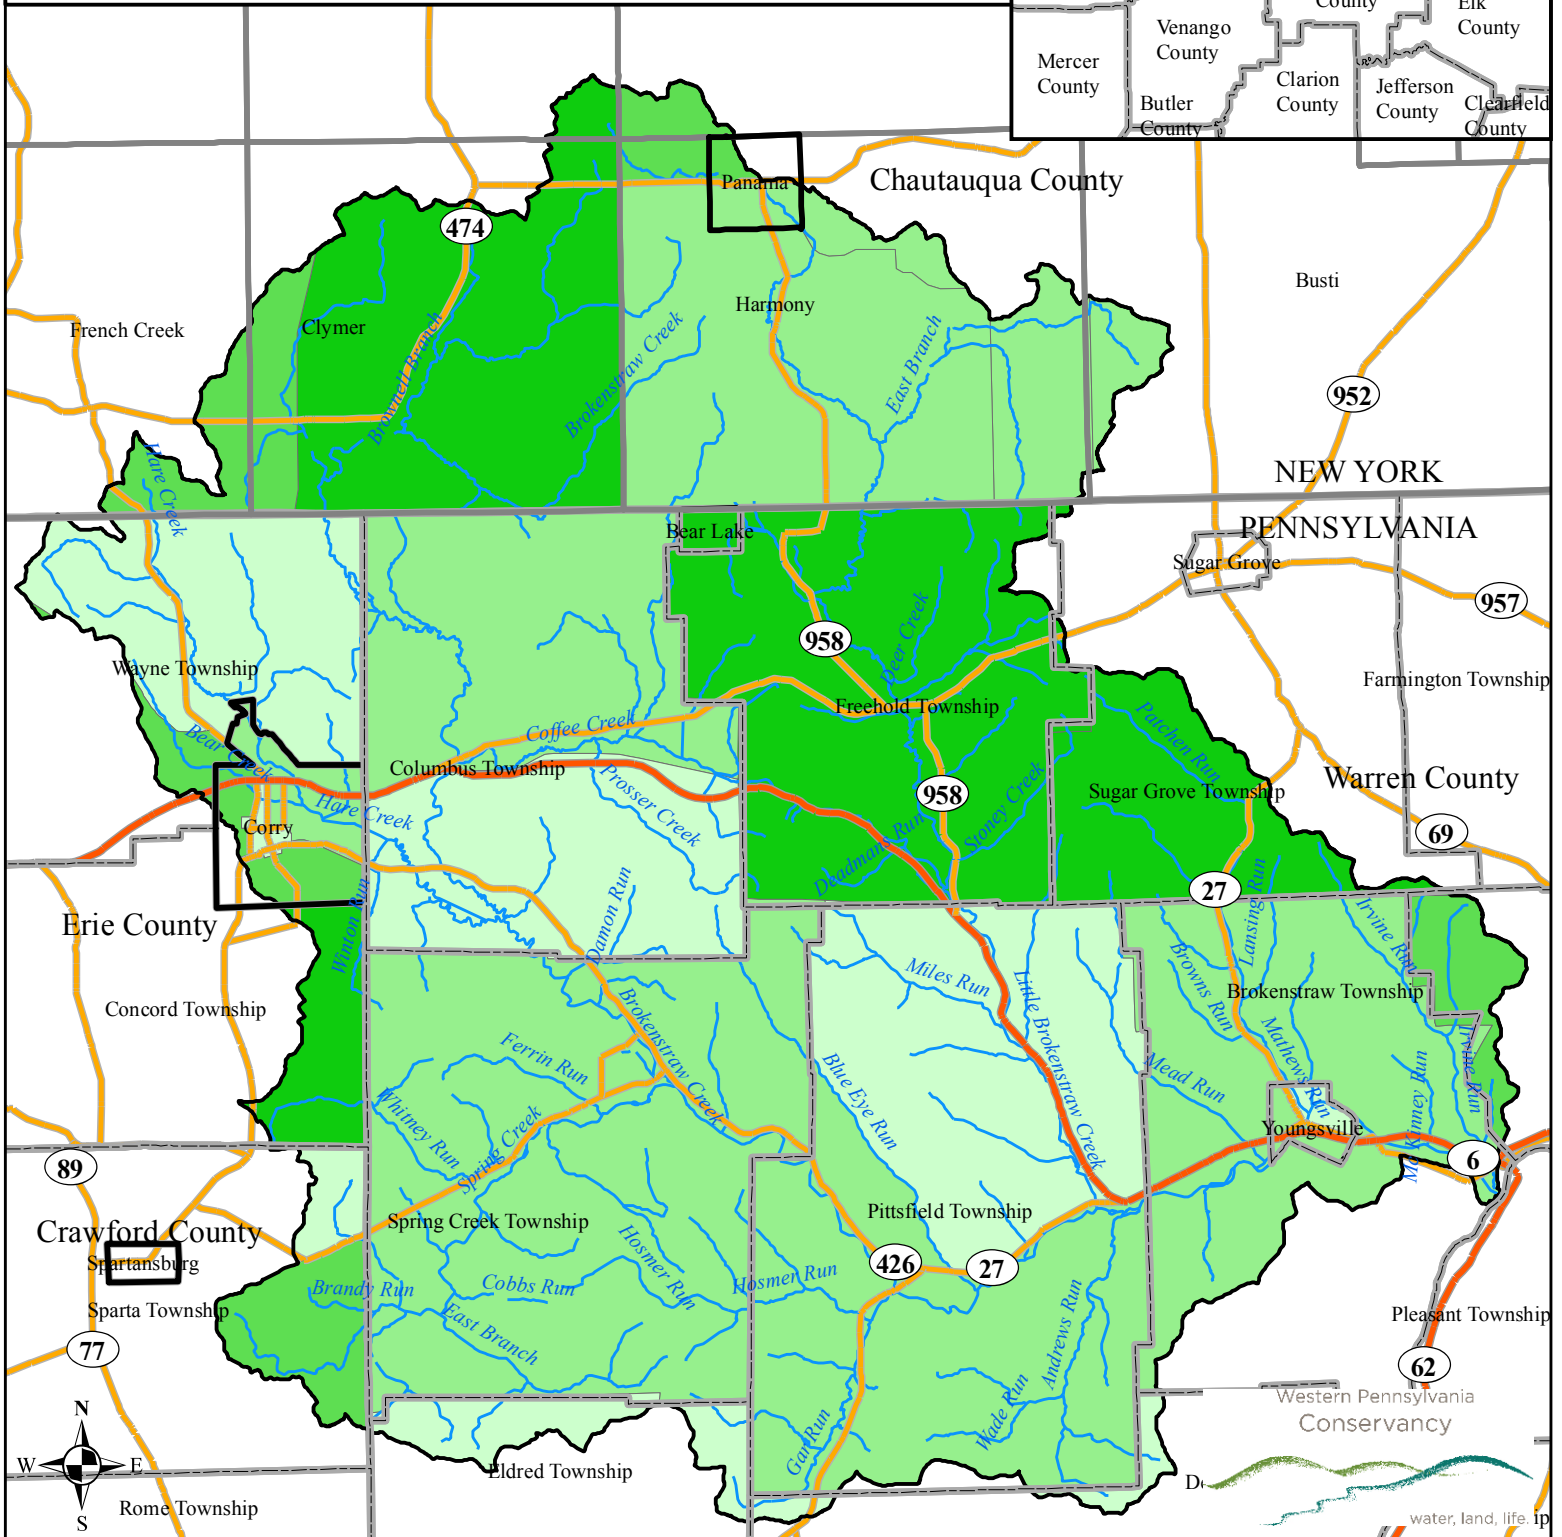 County
Elk
County
Venango
County
Mercer
County
Clarion
County
Jefferson
County
Butler
County
Clearfield
County
Panama
Chautauqua County
474
Busti
French Creek
Clymer
Harmony
Brownell Branch
Brokenstraw Creek
East Branch
952
Hare Creek
NEW YORK
PENNSYLVANIA
Bear Lake
Sugar Grove
957
958
Deer Creek
Wayne Township
Farmington Township
Freehold Township
Coffee Creek
Patchen Run
Bear Creek
Columbus Township
Prosser Creek
Warren County
958
Sugar Grove Township
Hare Creek
Corry
Stoney Creek
69
Deadmans Run
27
Erie County
Winton Run
Damon Run
Lansing Run
Irvine Run
Miles Run
Browns Run
Brokenstraw Township
Concord Township
Brokenstraw Creek
Little Brokenstraw Creek
Ferrin Run
Mathews Run
Irvine Run
Blue Eye Run
Mead Run
Mc Kinney Run
Whitney Run
Spring Creek
Youngsville
89
6
Crawford County
Spring Creek Township
Pittsfield Township
Spartansburg
Hosmer Run
426
27
Brandy Run
Cobbs Run
Hosmer Run
Sparta Township
East Branch
Andrews Run
Pleasant Township
77
62
Western Pennsylvania
Conservancy
N
W
E
S
Wade Run
Gar Run
Eldred Township
Rome Township
De
water, land, life.
ip